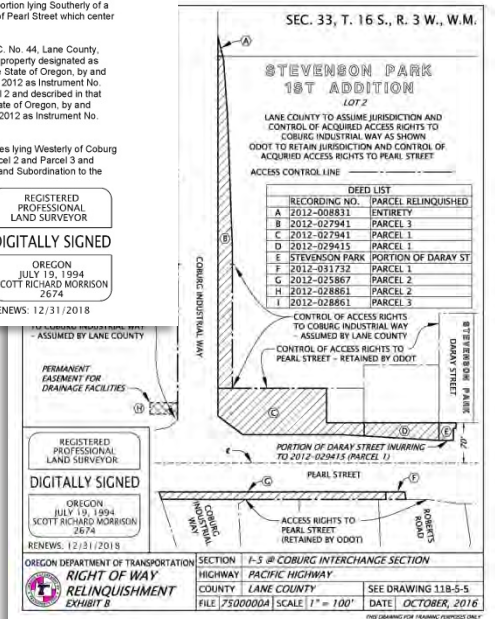 ortion lying Southerly of a
of Pearl Street which center
C. No. 44, Lane County,
property designated as
e State of Oregon, by and
2012 as Instrument No.
l 2 and described in that
ate of Oregon, by and
2012 as Instrument No.
es lying Westerly of Coburg
cel 2 and Parcel 3 and
and Subordination to the
REGISTERED
PROFESSIONAL
LAND SURVEYOR
DIGITALLY SIGNED
OREGON
JULY 19, 1994
SCOTT RICHARD MORRISON
2674
RENEWS: 12/31/2018
SEC. 33, T. 16 S., R. 3 W., W.M.
A
STEVENSON PARK
1ST ADDITION
LOT 2
LANE COUNTY TO ASSUME JURISDICTION AND
CONTROL OF ACQUIRED ACCESS RIGHTS TO
COBURG INDUSTRIAL WAY AS SHOWN
ODOT TO RETAIN JURISDICTION AND CONTROL OF
ACQURIED ACCESS RIGHTS TO PEARL STREET
ACCESS CONTROL LINE
DEED LIST
RECORDING NO. PARCEL RELINQUISHED
A 2012-008831 ENTIRETY
B 2012-027941 PARCEL 3
C 2012-027941 PARCEL 1
D 2012-029415 PARCEL 1
E STEVENSON PARK PORTION OF DARAY ST
F 2012-031732 PARCEL 1
G 2012-025867 PARCEL 2
H 2012-028861 PARCEL 2
I 2012-028861 PARCEL 3
B
COBURG INDUSTRIAL WAY
CONTROL OF ACCESS RIGHTS
TO COBURG INDUSTRIAL WAY
- ASSUMED BY LANE COUNTY
CONTROL OF ACCESS RIGHTS TO
PEARL STREET - RETAINED BY ODOT
STEVENSON PARK
DARAY STREET
TO COBURG INDUSTRIAL WAY
- ASSUMED BY LANE COUNTY
PERMANENT
EASEMENT FOR
DRAINAGE FACILITIES
H
C
D
E
70'
PORTION OF DARAY STREET INURRING
TO 2012-029415 (PARCEL 1)
PEARL STREET
G
F
COBURG
INDUSTRIAL
WAY
ACCESS RIGHTS TO
PEARL STREET
(RETAINED BY ODOT)
ROBERTS
ROAD
REGISTERED
PROFESSIONAL
LAND SURVEYOR
DIGITALLY SIGNED
OREGON
JULY 19, 1994
SCOTT RICHARD MORRISON
2674
RENEWS: 12/31/2018
OREGON DEPARTMENT OF TRANSPORTATION
RIGHT OF WAY
RELINQUISHMENT
EXHIBIT B
SECTION I-5 @ COBURG INTERCHANGE SECTION
HIGHWAY PACIFIC HIGHWAY
COUNTY LANE COUNTY SEE DRAWING 11B-5-5
FILE 7500000A SCALE 1" = 100' DATE OCTOBER, 2016
THIS DRAWING FOR TRAINING PURPOSES ONLY